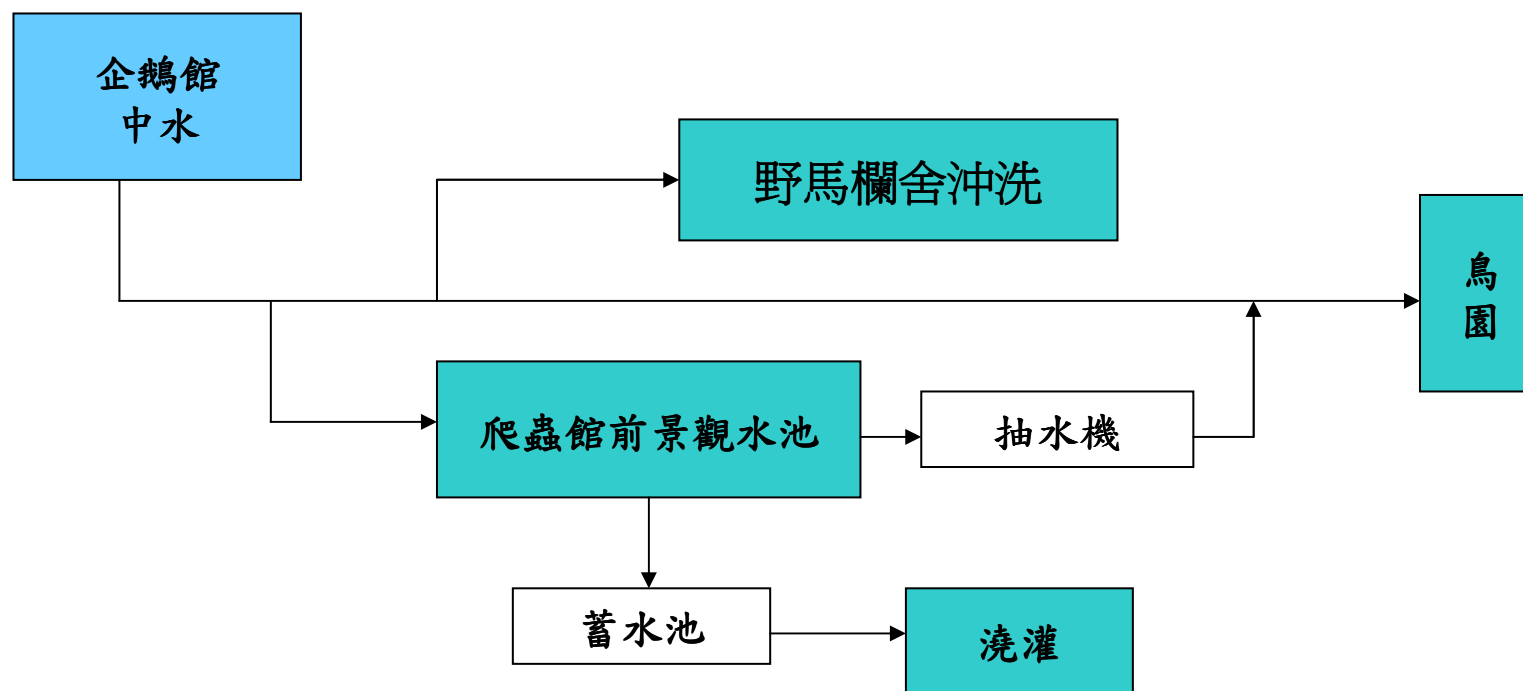 企鵝館
中水
野馬欄舍沖洗
鳥
園
爬蟲館前景觀水池
抽水機
蓄水池
澆灌